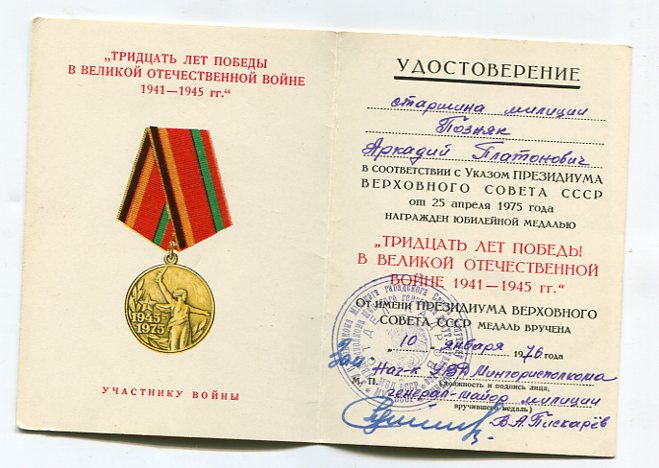 „ТРИДЦАТЬ ЛЕТ ПОБЕДЫ
В ВЕЛИКОЙ ОТЕЧЕСТВЕННОЙ ВОЙНЕ
1941—1945 гг.“
1945
1975
УЧАСТНИКУ ВОЙНЫ
УДОСТОВЕРЕНИЕ
старшина милиции
Позняк
Аркадий Платонович
В СООТВЕТСТВИИ С УКАЗОМ ПРЕЗИДИУМА
ВЕРХОВНОГО СОВЕТА СССР
от 25 апреля 1975 года
НАГРАЖДЕН ЮБИЛЕЙНОЙ МЕДАЛЬЮ
„ТРИДЦАТЬ ЛЕТ ПОБЕДЫ
В ВЕЛИКОЙ ОТЕЧЕСТВЕННОЙ
ВОЙНЕ 1941—1945 гг.“
ОТ ИМЕНИ ПРЕЗИДИУМА ВЕРХОВНОГО
СОВЕТА СССР МЕДАЛЬ ВРУЧЕНА
„10 января 1976 года
Зам. Нач-к УВД Мингорисполкома
М. П. (должность и подпись лица,
генерал-майор милиции
вручившего медаль)
В.А. Пискарёв